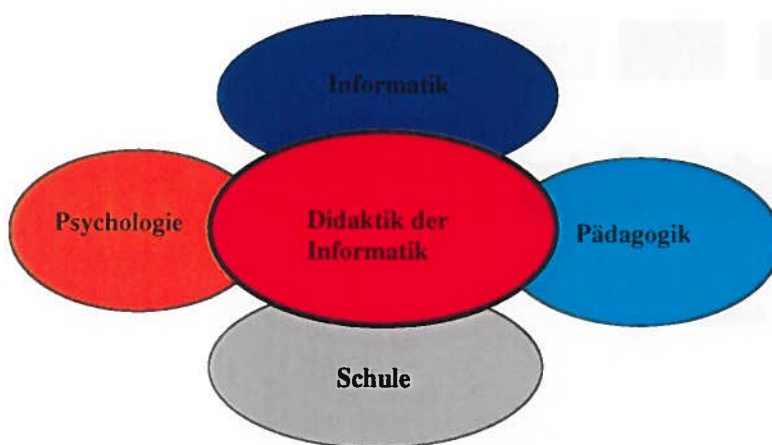 Informatik
Psychologie
Didaktik der
Informatik
Pädagogik
Schule